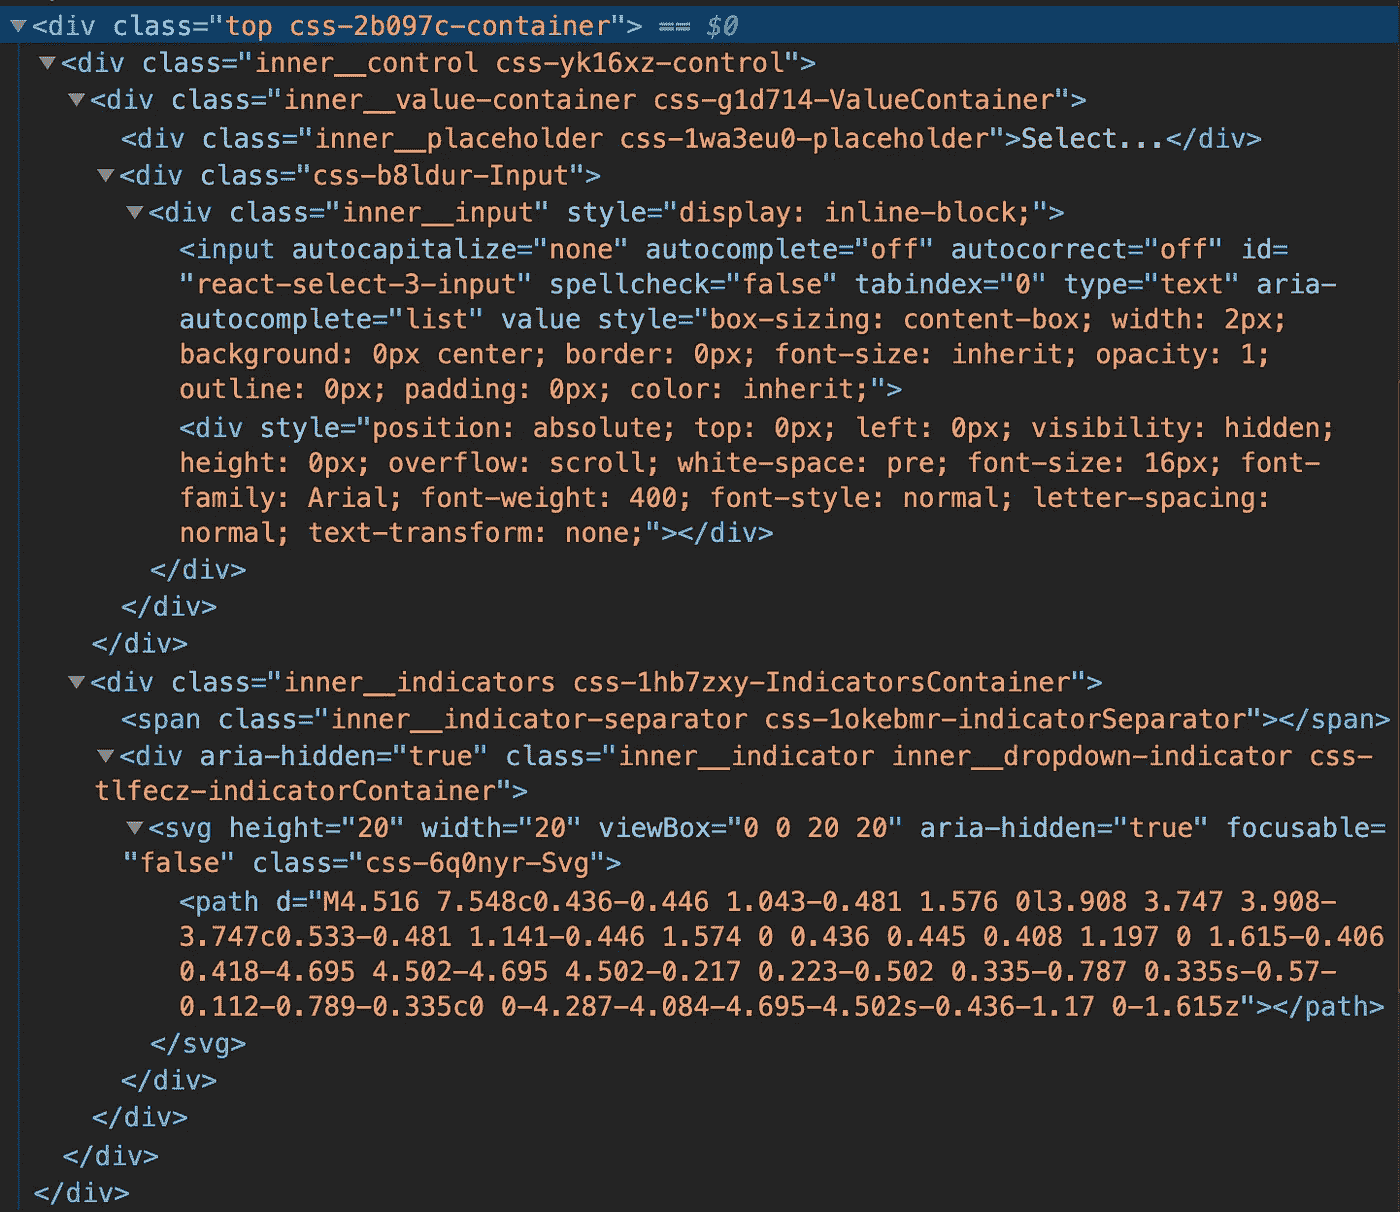 ▼<div class="top css-2b097c-container"> == $0
▼<div class="inner__control css-yk16xz-control">
▼<div class="inner__value-container css-g1d714-ValueContainer">
<div class="inner__placeholder css-1wa3eu0-placeholder">Select...</div>
▼<div class="css-b8ldur-Input">
▼<div class="inner__input" style="display: inline-block;">
<input autocapitalize="none" autocomplete="off" autocorrect="off" id=
"react-select-3-input" spellcheck="false" tabindex="0" type="text" aria-
autocomplete="list" value style="box-sizing: content-box; width: 2px;
background: 0px center; border: 0px; font-size: inherit; opacity: 1;
outline: 0px; padding: 0px; color: inherit;">
<div style="position: absolute; top: 0px; left: 0px; visibility: hidden;
height: 0px; overflow: scroll; white-space: pre; font-size: 16px; font-
family: Arial; font-weight: 400; font-style: normal; letter-spacing:
normal; text-transform: none;"></div>
</div>
</div>
</div>
▼<div class="inner__indicators css-1hb7zxy-IndicatorsContainer">
<span class="inner__indicator-separator css-1okebmr-indicatorSeparator"></span>
▼<div aria-hidden="true" class="inner__indicator inner__dropdown-indicator css-
tlfecz-indicatorContainer">
▼<svg height="20" width="20" viewBox="0 0 20 20" aria-hidden="true" focusable=
"false" class="css-6q0nyr-Svg">
<path d="M4.516 7.548c0.436-0.446 1.043-0.481 1.576 0l3.908 3.747 3.908-
3.747c0.533-0.481 1.141-0.446 1.574 0 0.436 0.445 0.408 1.197 0 1.615-0.406
0.418-4.695 4.502-4.695 4.502-0.217 0.223-0.502 0.335-0.787 0.335s-0.57-
0.112-0.789-0.335c0 0-4.287-4.084-4.695-4.502s-0.436-1.17 0-1.615z"></path>
</svg>
</div>
</div>
</div>
</div>